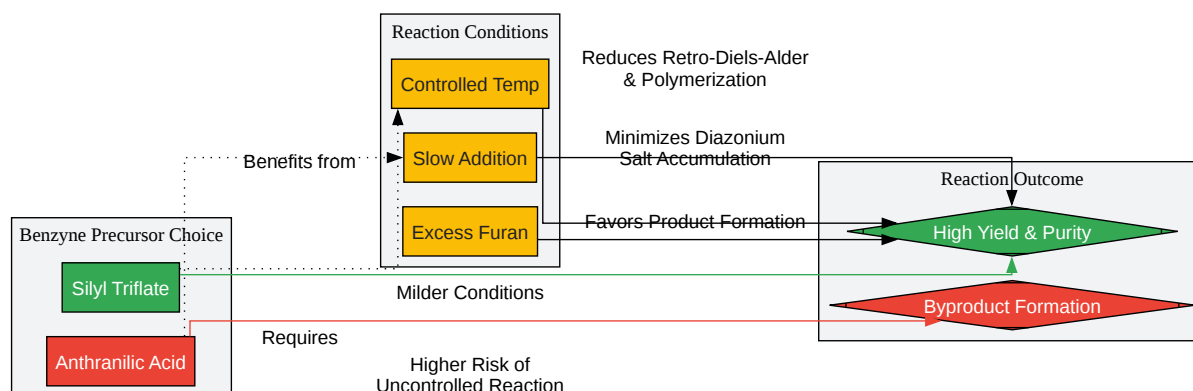 Reaction Conditions
Controlled Temp
Reduces Retro-Diels-Alder
& Polymerization
Benefits from
Slow Addition
Minimizes Diazonium
Salt Accumulation
Reaction Outcome
Benzyne Precursor Choice
Excess Furan
Favors Product Formation
High Yield & Purity
Silyl Triflate
Milder Conditions
Byproduct Formation
Requires
Anthranilic Acid
Higher Risk of
Uncontrolled Reaction